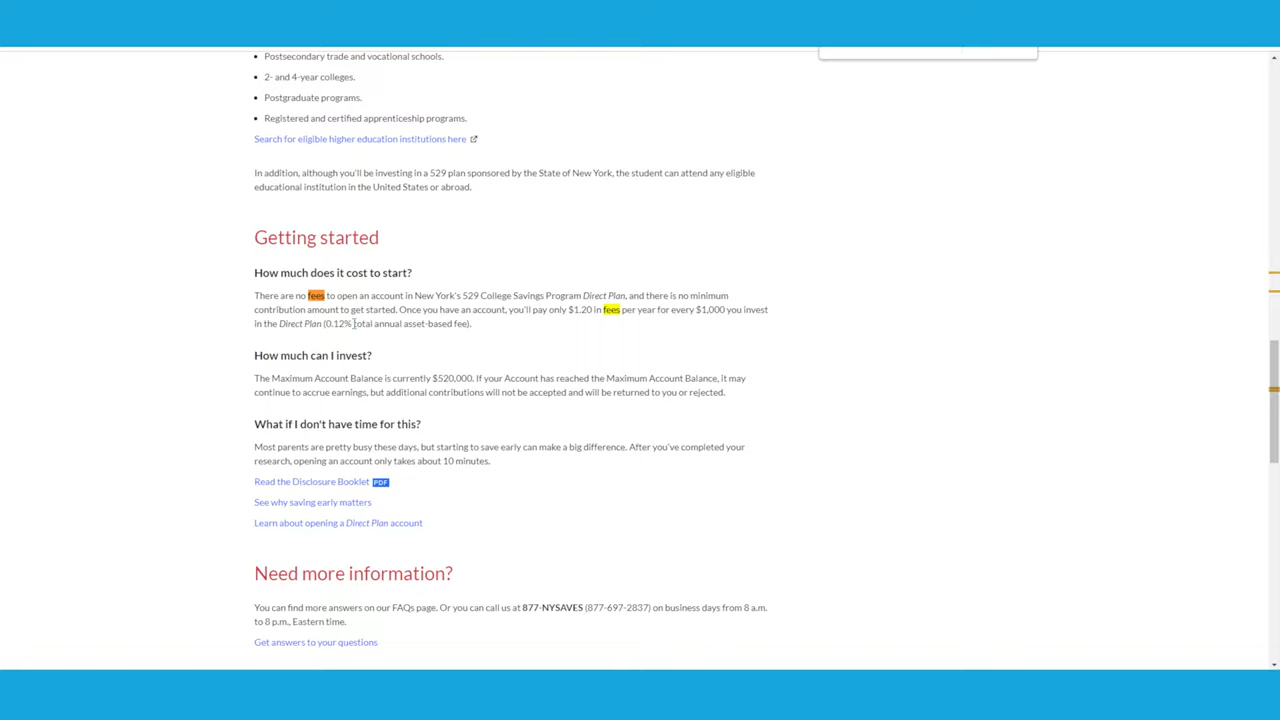 Postsecondary trade and vocational schools.
2- and 4-year colleges.
Postgraduate programs.
Registered and certified apprenticeship programs.
Search for eligible higher education institutions here
In addition, although you'll be investing in a 529 plan sponsored by the State of New York, the student can attend any eligible
educational institution in the United States or abroad.
Getting started
How much does it cost to start?
There are no fees to open an account in New York's 529 College Savings Program Direct Plan, and there is no minimum
contribution amount to get started. Once you have an account, you'll pay only $1.20 in fees per year for every $1,000 you invest
in the Direct Plan (0.12% total annual asset-based fee).
How much can I invest?
The Maximum Account Balance is currently $520,000. If your Account has reached the Maximum Account Balance, it may
continue to accrue earnings, but additional contributions will not be accepted and will be returned to you or rejected.
What if I don't have time for this?
Most parents are pretty busy these days, but starting to save early can make a big difference. After you've completed your
research, opening an account only takes about 10 minutes.
Read the Disclosure Booklet PDF
See why saving early matters
Learn about opening a Direct Plan account
Need more information?
You can find more answers on our FAQs page. Or you can call us at 877-NYSAVES (877-697-2837) on business days from 8 a.m.
to 8 p.m., Eastern time.
Get answers to your questions